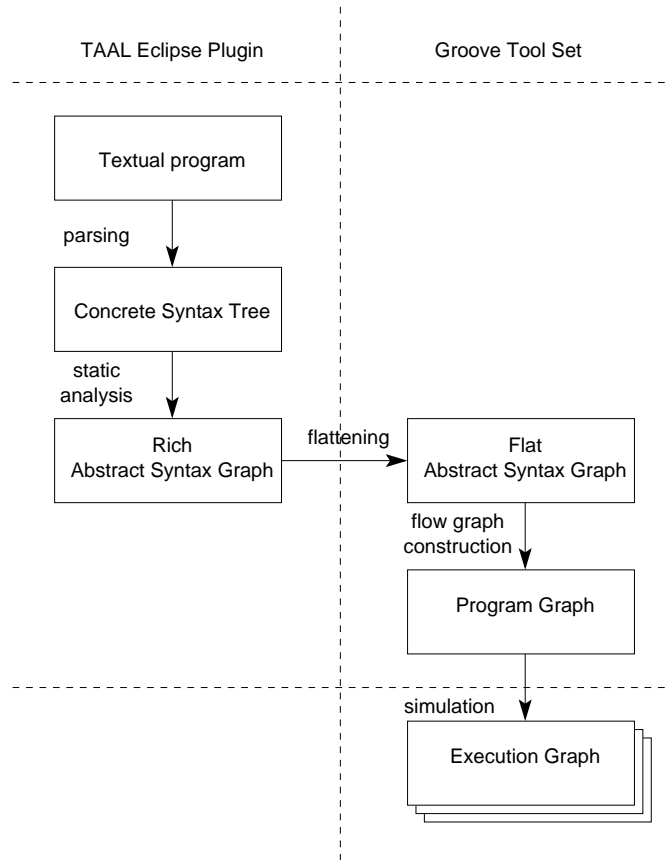 TAAL Eclipse Plugin
Groove Tool Set
Textual program
parsing
Concrete Syntax Tree
static
analysis
Rich
Abstract Syntax Graph
flattening
Flat
Abstract Syntax Graph
flow graph
construction
Program Graph
simulation
Execution Graph